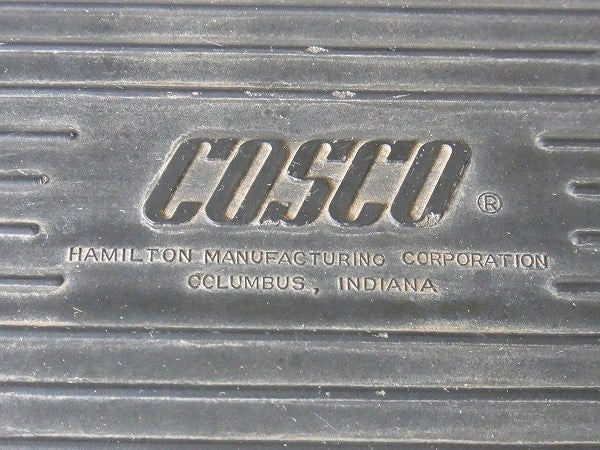 COSCO ®
HAMILTON MANUFACTURING CORPORATION
COLUMBUS, INDIANA